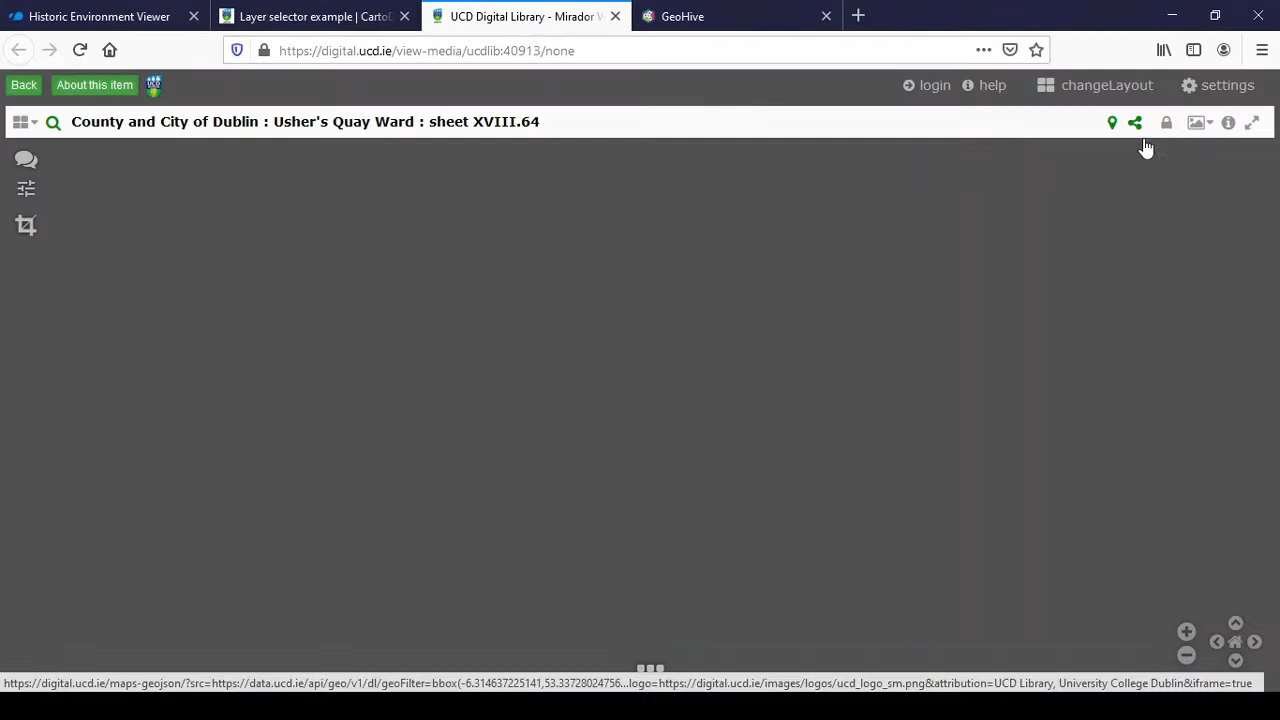 Historic Environment Viewer
Layer selector example | CartoD
UCD Digital Library - Mirador
GeoHive
https://digital.ucd.ie/view-media/ucdlib:40913/none
Back
About this item
login
help
changeLayout
settings
County and City of Dublin : Usher's Quay Ward : sheet XVIII.64
https://digital.ucd.ie/maps-geojson/?src=https://data.ucd.ie/api/geo/v1/dl/geoFilter=bbox(-6.314637225141,53.33728024756...logo=https://digital.ucd.ie/images/logos/ucd_logo_sm.png&attribution=UCD Library, University College Dublin&iframe=true